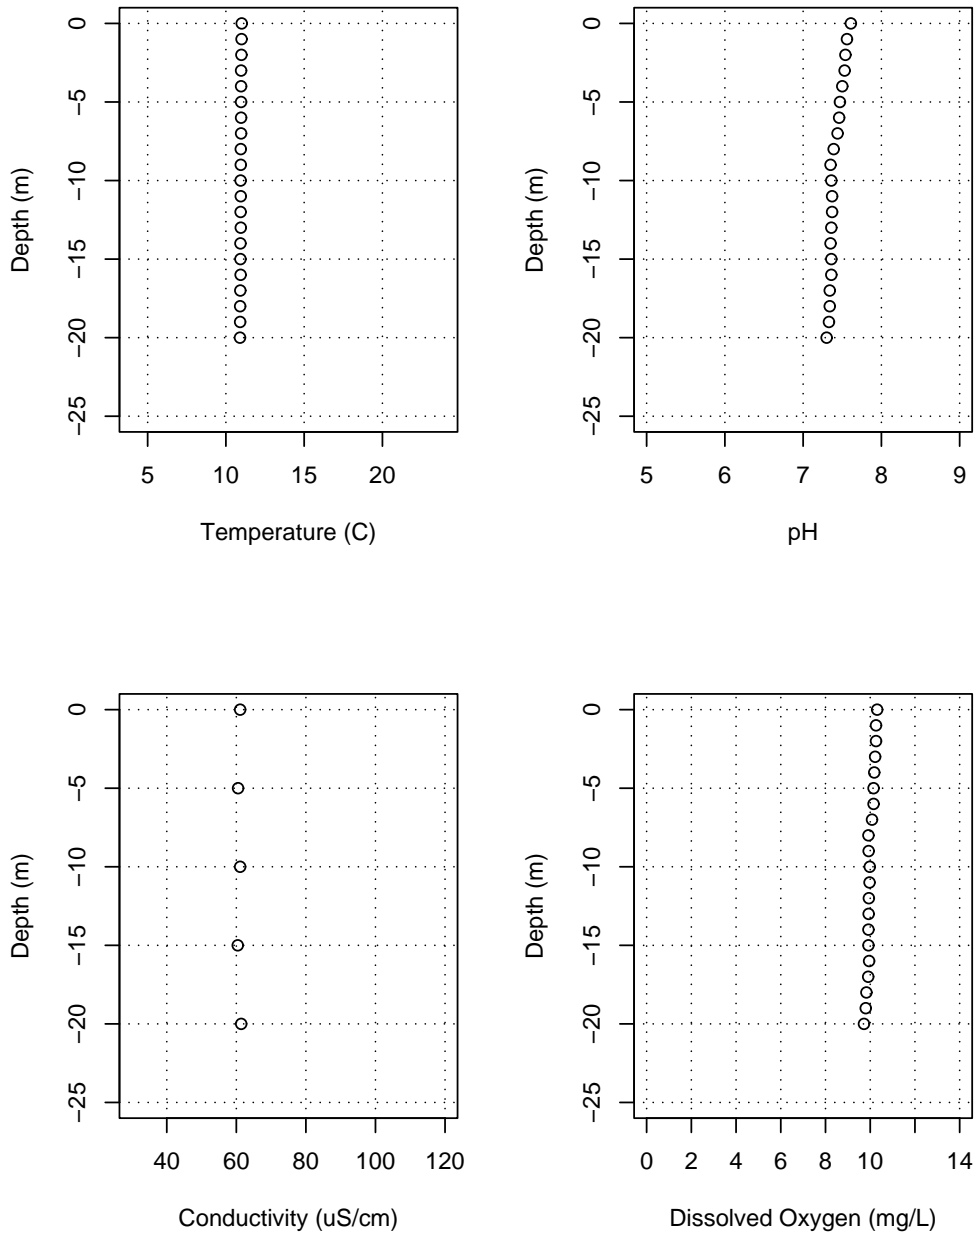 0
−5
−10
−15
−20
−25
Depth (m)
5 10 15 20
Temperature (C)
0
−5
−10
−15
−20
−25
Depth (m)
5 6 7 8 9
pH
0
−5
−10
−15
−20
−25
Depth (m)
40 60 80 100 120
Conductivity (uS/cm)
0
−5
−10
−15
−20
−25
Depth (m)
0 2 4 6 8 10 14
Dissolved Oxygen (mg/L)